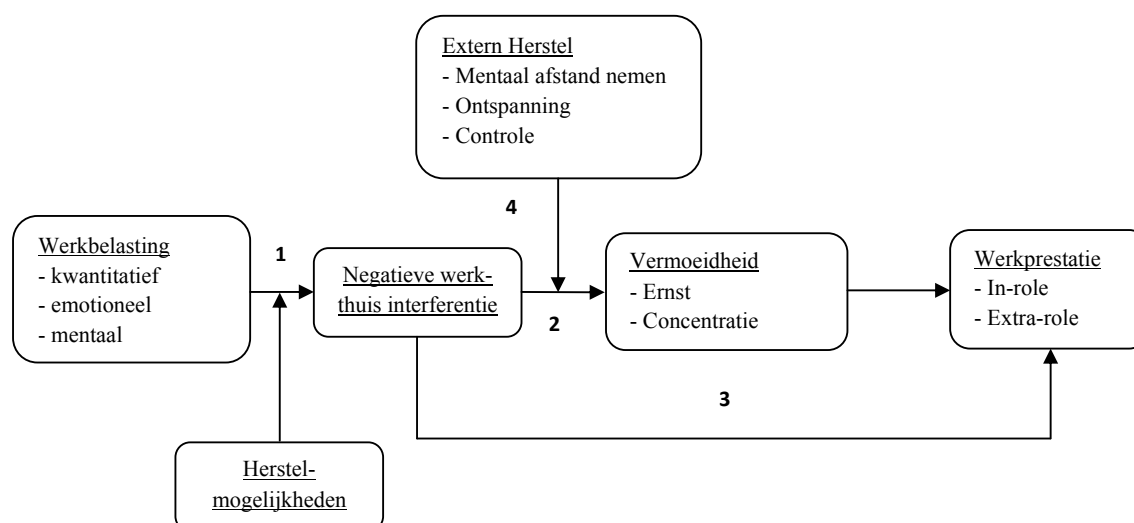 Extern Herstel
- Mentaal afstand nemen
- Ontspanning
- Controle
4
Werkbelasting
- kwantitatief
- emotioneel
- mentaal
1
Negatieve werk-
thuis interferentie
2
Vermoeidheid
- Ernst
- Concentratie
Werkprestatie
- In-role
- Extra-role
3
Herstel-
mogelijkheden